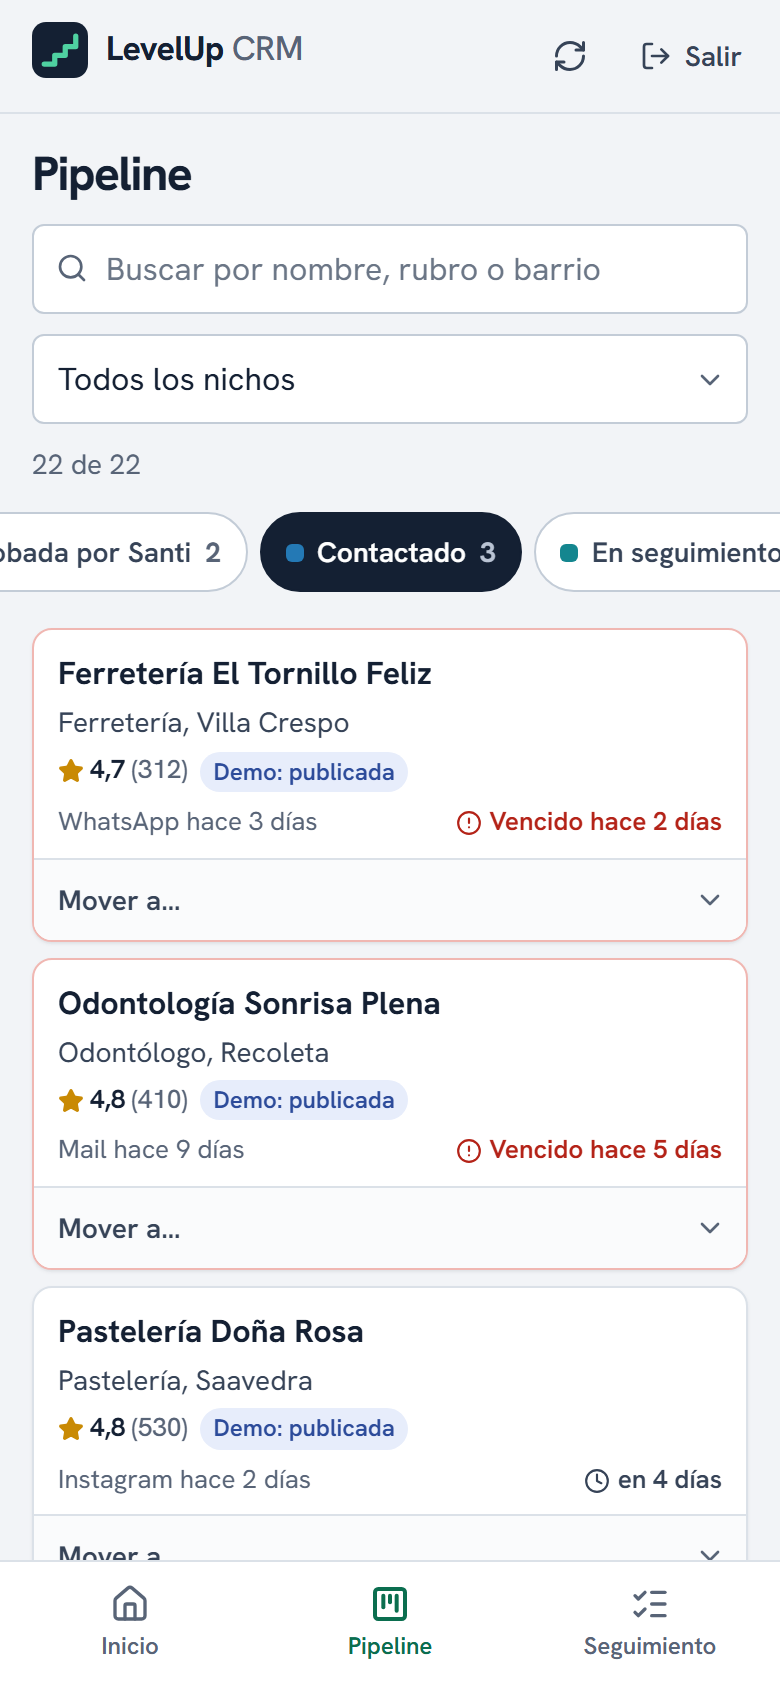 LevelUp CRM
Salir
Pipeline
Buscar por nombre, rubro o barrio
Todos los nichos
22 de 22
obada por Santi 2
Contactado 3
En seguimiento
Ferretería El Tornillo Feliz
Ferretería, Villa Crespo
4,7 (312) Demo: publicada
WhatsApp hace 3 días Vencido hace 2 días
Mover a...
Odontología Sonrisa Plena
Odontólogo, Recoleta
4,8 (410) Demo: publicada
Mail hace 9 días Vencido hace 5 días
Mover a...
Pastelería Doña Rosa
Pastelería, Saavedra
4,8 (530) Demo: publicada
Instagram hace 2 días en 4 días
Mover a
Inicio Pipeline Seguimiento